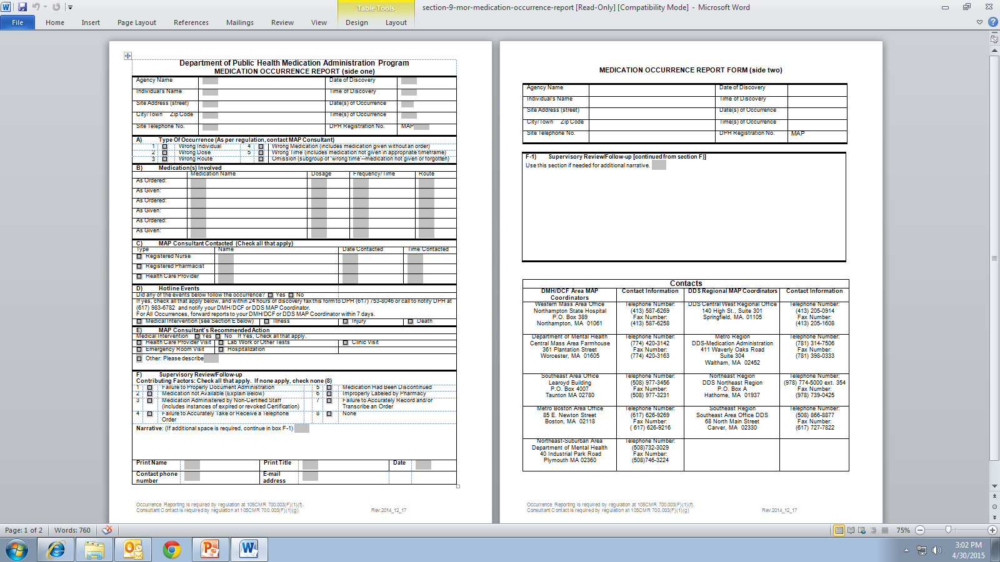 section-9-mor-medication-occurrence-report [Read-Only] [Compatibility Mode] - Microsoft Word
Table Tools
File Home Insert Page Layout References Mailings Review View Design Layout
Department of Public Health Medication Administration Program
MEDICATION OCCURRENCE REPORT (side one)
Agency Name Date of Discovery
Individual's Name Time of Discovery
Site Address (street) Date(s) of Occurrence
City/Town Zip Code Time(s) of Occurrence
Site Telephone No. DPH Registration No. MAP
A) Type Of Occurrence (As per regulation, contact MAP Consultant)
1 Wrong Individual 4 Wrong Medication (includes medication given without an order)
2 Wrong Dose 5 Wrong Time (includes medication not given in appropriate timeframe)
3 Wrong Route Omission (subgroup of 'wrong time'--medication not given or forgotten)
B) Medication(s) Involved
Medication Name Dosage Frequency/Time Route
As Ordered:
As Given:
As Ordered:
As Given:
As Ordered:
As Given:
C) MAP Consultant Contacted (Check all that apply)
Type Name Date Contacted Time Contacted
Registered Nurse
Registered Pharmacist
Health Care Provider
D) Hotline Events
Did any of the events below follow the occurrence? Yes No
If yes, check all that apply below, and within 24 hours of discovery fax this form to DPH (617) 753-8046 or call to notify DPH at
(617) 983-6782 and notify your DMH/DCF or DDS MAP Coordinator.
For All Occurrences, forward reports to your DMH/DCF or DDS MAP Coordinator within 7 days.
Medical Intervention (see Section E below) Illness Injury Death
E) MAP Consultant's Recommended Action
Medical Intervention Yes No If Yes, Check all that apply.
Health Care Provider Visit Lab Work or Other Tests Clinic Visit
Emergency Room Visit Hospitalization
Other: Please describe
F) Supervisory Review/Follow-up
Contributing Factors: Check all that apply. If none apply, check none (8)
1 Failure to Properly Document Administration 5 Medication Had Been Discontinued
2 Medication not Available (Explain Below) 6 Improperly Labeled by Pharmacy
3 Medication Administered by Non-Certified Staff 7 Failure to Accurately Record and/or
(includes instances of expired or revoked Certification) Transcribe an Order
4 Failure to Accurately Take or Receive a Telephone 8 None
Order
Narrative: (If additional space is required, continue in box F-1)
Print Name Print Title Date
Contact phone E-mail
number address
Occurrence Reporting is required by regulation at 105CMR 700.003(F)(1)(f).
Consultant Contact is required by regulation at 105CMR 700.003(F)(1)(g) Rev.2014_12_17
MEDICATION OCCURRENCE REPORT FORM (side two)
Agency Name Date of Discovery
Individual's Name Time of Discovery
Site Address (street) Date(s) of Occurrence
City/Town Zip Code Time(s) of Occurrence
Site Telephone No. DPH Registration No. MAP
F-1) Supervisory Review/Follow-up [continued from section F)]
Use this section if needed for additional narrative.
Contacts
DMH/DCF Area MAP Contact Information DDS Regional MAP Coordinators Contact Information
Coordinators
Western Mass Area Office Telephone Number: DDS Central West Regional Office Telephone Number:
Northampton State Hospital (413) 587-6269 140 High St., Suite 301 (413) 205-0914
P.O. Box 389 Fax Number: Springfield, MA. 01105 Fax Number:
Northampton, MA 01061 (413) 587-6258 (413) 205-1608
Department of Mental Health Telephone Number: Metro Region Telephone Number:
Central Mass Area Farmhouse (774) 420-3142 DDS-Medication Administration (781) 314-7506
361 Plantation Street Fax Number: 411 Waverly Oaks Road Fax Number:
Worcester, MA 01605 (774) 420-3163 Suite 304 (781) 398-0333
Waltham, MA 02452
Southeast Area Office Telephone Number: Northeast Region Telephone Number:
Learoyd Building (508) 977-3456 DDS Northeast Region (978) 774-5000 ext. 354
P.O. Box 4007 Fax Number: P.O. Box A Fax Number:
Taunton MA 02780 (508) 977-3231 Hathorne, MA 01937 (978) 739-0425
Metro Boston Area Office Telephone Number: Southeast Region Telephone Number:
85 E. Newton Street (617) 626-9269 Southeast Area Office DDS (508) 866-8877
Boston, MA 02118 Fax Number: 68 North Main Street Fax Number:
( 617) 626-9216 Carver, MA 02330 (617) 727-7822
Northeast-Suburban Area Telephone Number:
Department of Mental Health (508)732-3029
40 Industrial Park Road Fax Number:
Plymouth MA 02360 (508)746-3224
Occurrence Reporting is required by regulation at 105CMR 700.003(F)(1)(f).
Consultant Contact is required by regulation at 105CMR 700.003(F)(1)(g) Rev.2014_12_17
Page: 1 of 2 Words: 760 75%
3:02 PM
4/30/2015